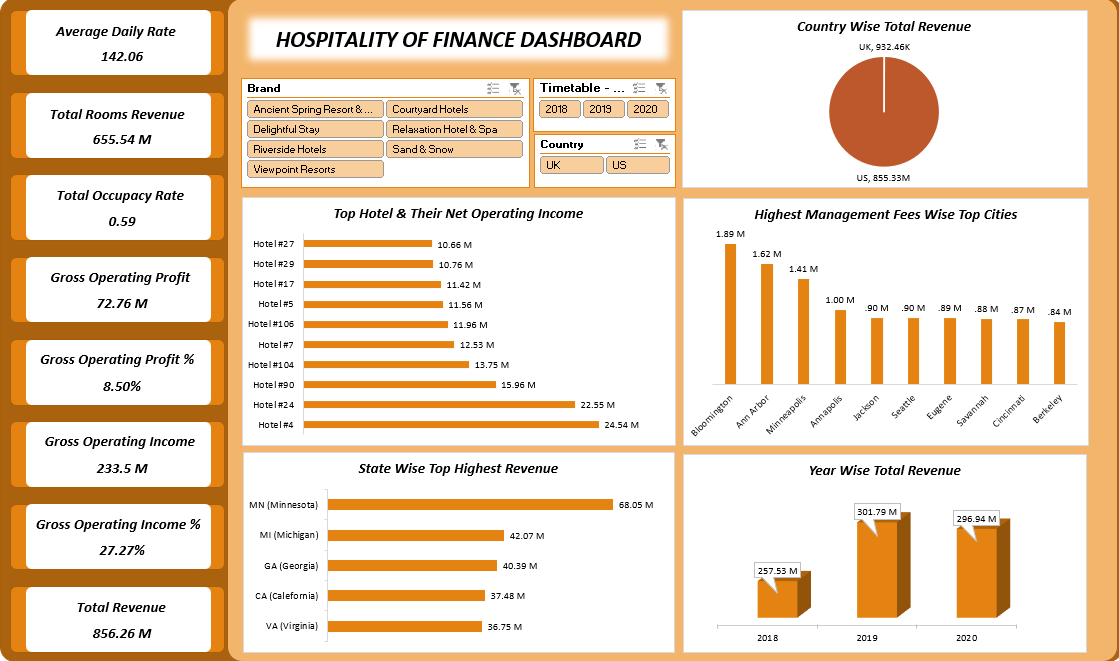 Average Daily Rate
142.06
Total Rooms Revenue
655.54 M
Total Occupacy Rate
0.59
Gross Operating Profit
72.76 M
Gross Operating Profit %
8.50%
Gross Operating Income
233.5 M
Gross Operating Income %
27.27%
Total Revenue
856.26 M
HOSPITALITY OF FINANCE DASHBOARD
Brand
Ancient Spring Resort & ...
Courtyard Hotels
Delightful Stay
Relaxation Hotel & Spa
Riverside Hotels
Sand & Snow
Viewpoint Resorts
Timetable - ...
2018
2019
2020
Country
UK
US
Country Wise Total Revenue
UK, 932.46K
US, 855.33M
Top Hotel & Their Net Operating Income
Hotel #27 10.66 M
Hotel #29 10.76 M
Hotel #17 11.42 M
Hotel #5 11.56 M
Hotel #106 11.96 M
Hotel #7 12.53 M
Hotel #104 13.75 M
Hotel #90 15.96 M
Hotel #24 22.55 M
Hotel #4 24.54 M
Highest Management Fees Wise Top Cities
1.89 M
1.62 M
1.41 M
1.00 M
.90 M
.90 M
.89 M
.88 M
.87 M
.84 M
Bloomington
Ann Arbor
Minneapolis
Annapolis
Jackson
Seattle
Eugene
Savannah
Cincinnati
Berkeley
State Wise Top Highest Revenue
MN (Minnesota) 68.05 M
MI (Michigan) 42.07 M
GA (Georgia) 40.39 M
CA (Calefornia) 37.48 M
VA (Virginia) 36.75 M
Year Wise Total Revenue
257.53 M
301.79 M
296.94 M
2018
2019
2020